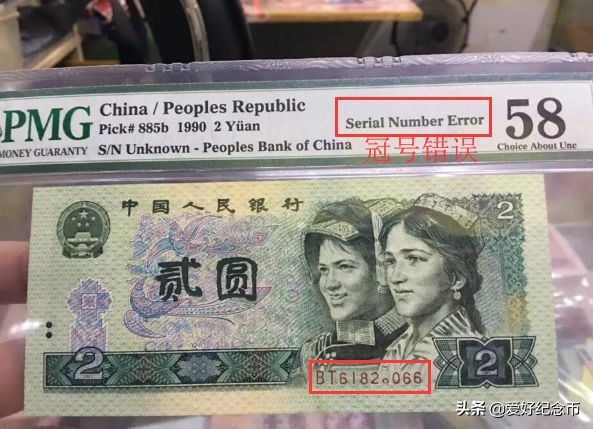 PMG
MONEY GUARANTY
China / Peoples Republic
Pick# 885b 1990 2 Yüan
S/N Unknown - Peoples Bank of China
Serial Number Error
冠号错误
58
Choice About Unc
中国人民银行
2
贰圆
2
2
BT61820066
头条 @爱好纪念币